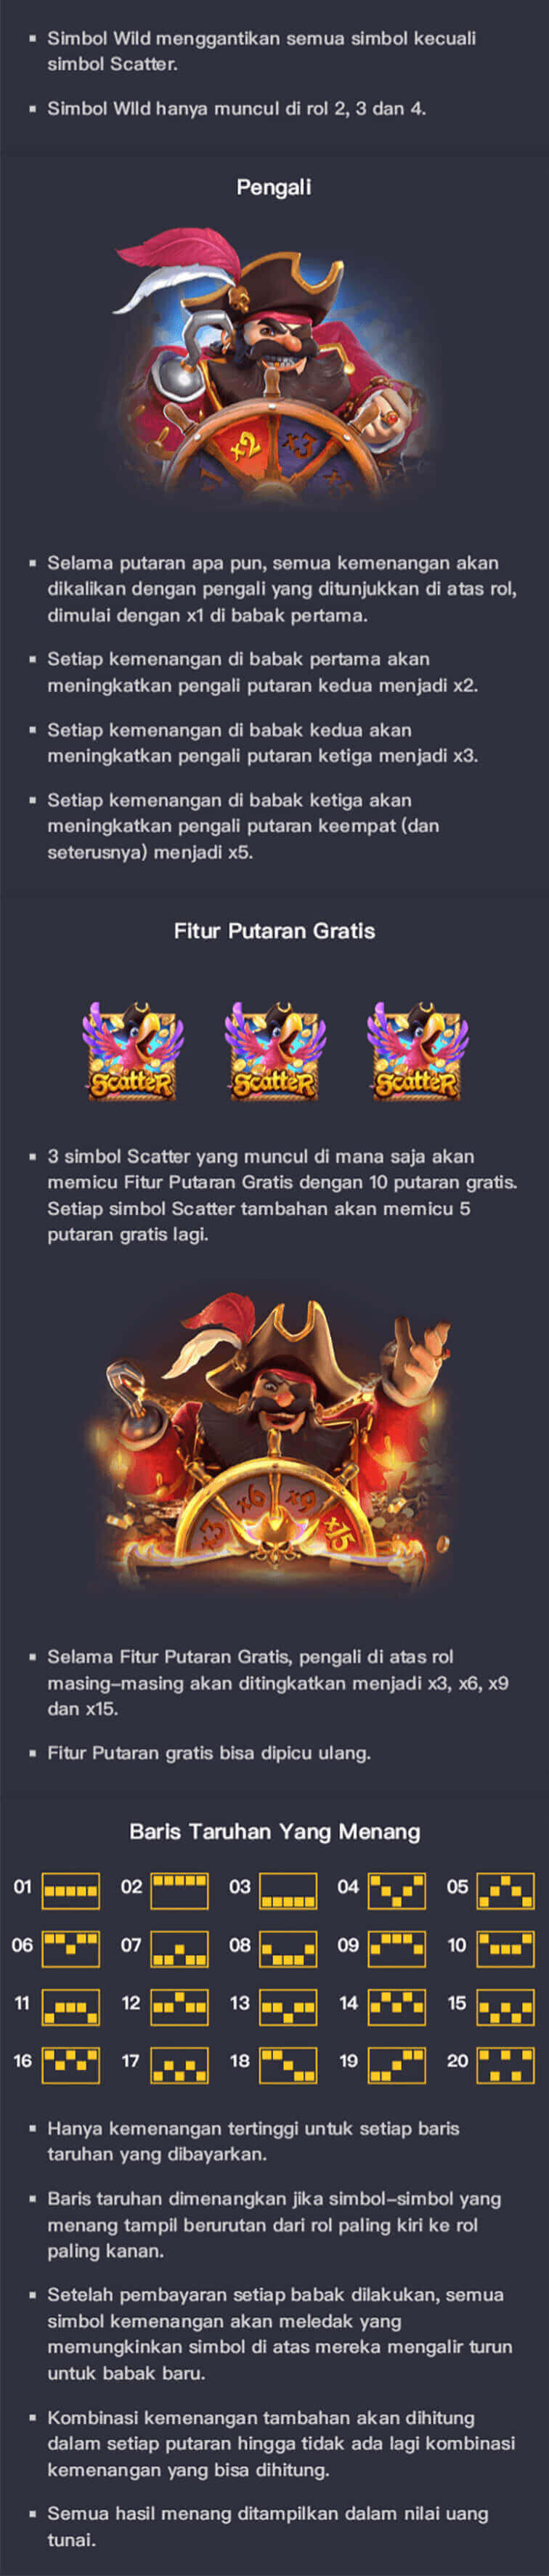 ▪ Simbol Wild menggantikan semua simbol kecuali
simbol Scatter.
▪ Simbol WIld hanya muncul di rol 2, 3 dan 4.
Pengali
x2 x3
▪ Selama putaran apa pun, semua kemenangan akan
dikalikan dengan pengali yang ditunjukkan di atas rol,
dimulai dengan x1 di babak pertama.
▪ Setiap kemenangan di babak pertama akan
meningkatkan pengali putaran kedua menjadi x2.
▪ Setiap kemenangan di babak kedua akan
meningkatkan pengali putaran ketiga menjadi x3.
▪ Setiap kemenangan di babak ketiga akan
meningkatkan pengali putaran keempat (dan
seterusnya) menjadi x5.
Fitur Putaran Gratis
Scatter Scatter Scatter
▪ 3 simbol Scatter yang muncul di mana saja akan
memicu Fitur Putaran Gratis dengan 10 putaran gratis.
Setiap simbol Scatter tambahan akan memicu 5
putaran gratis lagi.
x3 x6 x9 x15
▪ Selama Fitur Putaran Gratis, pengali di atas rol
masing-masing akan ditingkatkan menjadi x3, x6, x9
dan x15.
▪ Fitur Putaran gratis bisa dipicu ulang.
Baris Taruhan Yang Menang
01 02 03 04 05
06 07 08 09 10
11 12 13 14 15
16 17 18 19 20
▪ Hanya kemenangan tertinggi untuk setiap baris
taruhan yang dibayarkan.
▪ Baris taruhan dimenangkan jika simbol-simbol yang
menang tampil berurutan dari rol paling kiri ke rol
paling kanan.
▪ Setelah pembayaran setiap babak dilakukan, semua
simbol kemenangan akan meledak yang
memungkinkan simbol di atas mereka mengalir turun
untuk babak baru.
▪ Kombinasi kemenangan tambahan akan dihitung
dalam setiap putaran hingga tidak ada lagi kombinasi
kemenangan yang bisa dihitung.
▪ Semua hasil menang ditampilkan dalam nilai uang
tunai.